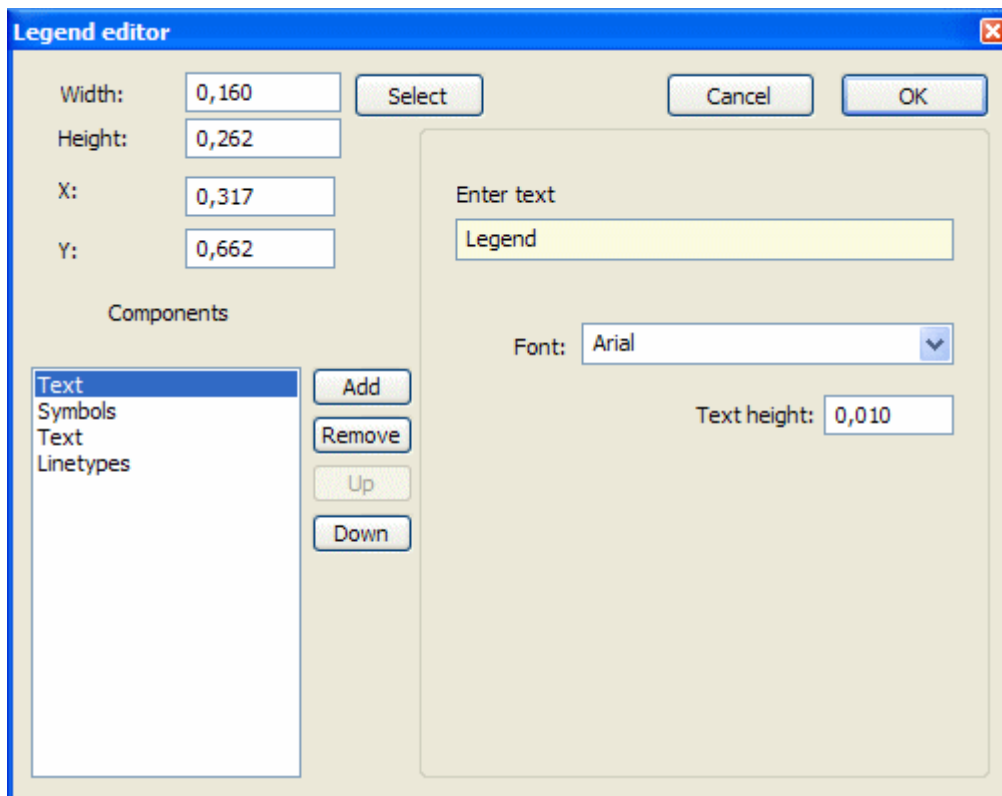 Legend editor
Width: 0,160 Select Cancel OK
Height: 0,262
X: 0,317
Y: 0,662
Enter text
Legend
Components
Font: Arial
Text
Symbols
Text
Linetypes
Add
Remove
Up
Down
Text height: 0,010